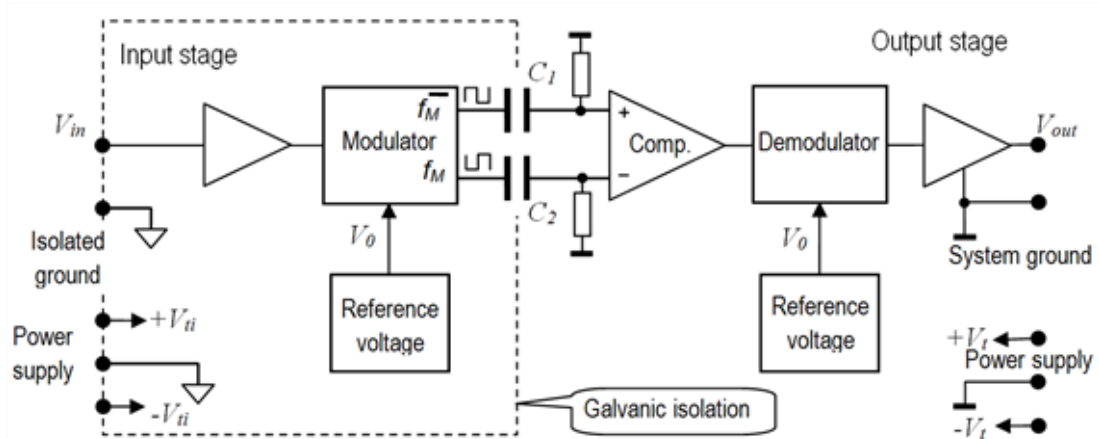 Input stage
Output stage
C1
Vin
f̅M
Modulator
fM
+
Comp.
−
Demodulator
Vout
C2
Isolated
ground
V0
V0
System ground
Reference
voltage
Reference
voltage
+Vti
Power
supply
-Vti
+Vt
Power supply
-Vt
Galvanic isolation